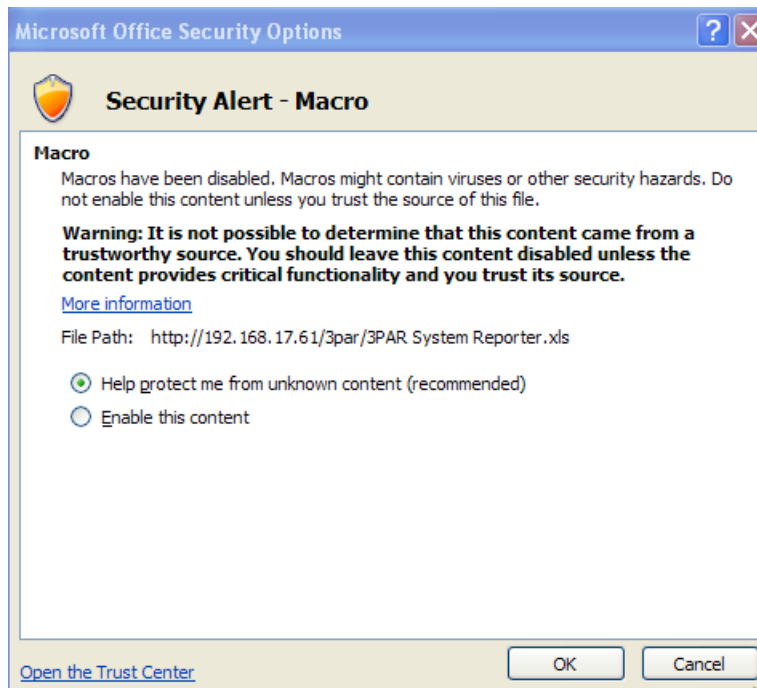 Microsoft Office Security Options
Security Alert - Macro
Macro
Macros have been disabled. Macros might contain viruses or other security hazards. Do
not enable this content unless you trust the source of this file.
Warning: It is not possible to determine that this content came from a
trustworthy source. You should leave this content disabled unless the
content provides critical functionality and you trust its source.
More information
File Path: http://192.168.17.61/3par/3PAR System Reporter.xls
Help protect me from unknown content (recommended)
Enable this content
Open the Trust Center
OK
Cancel